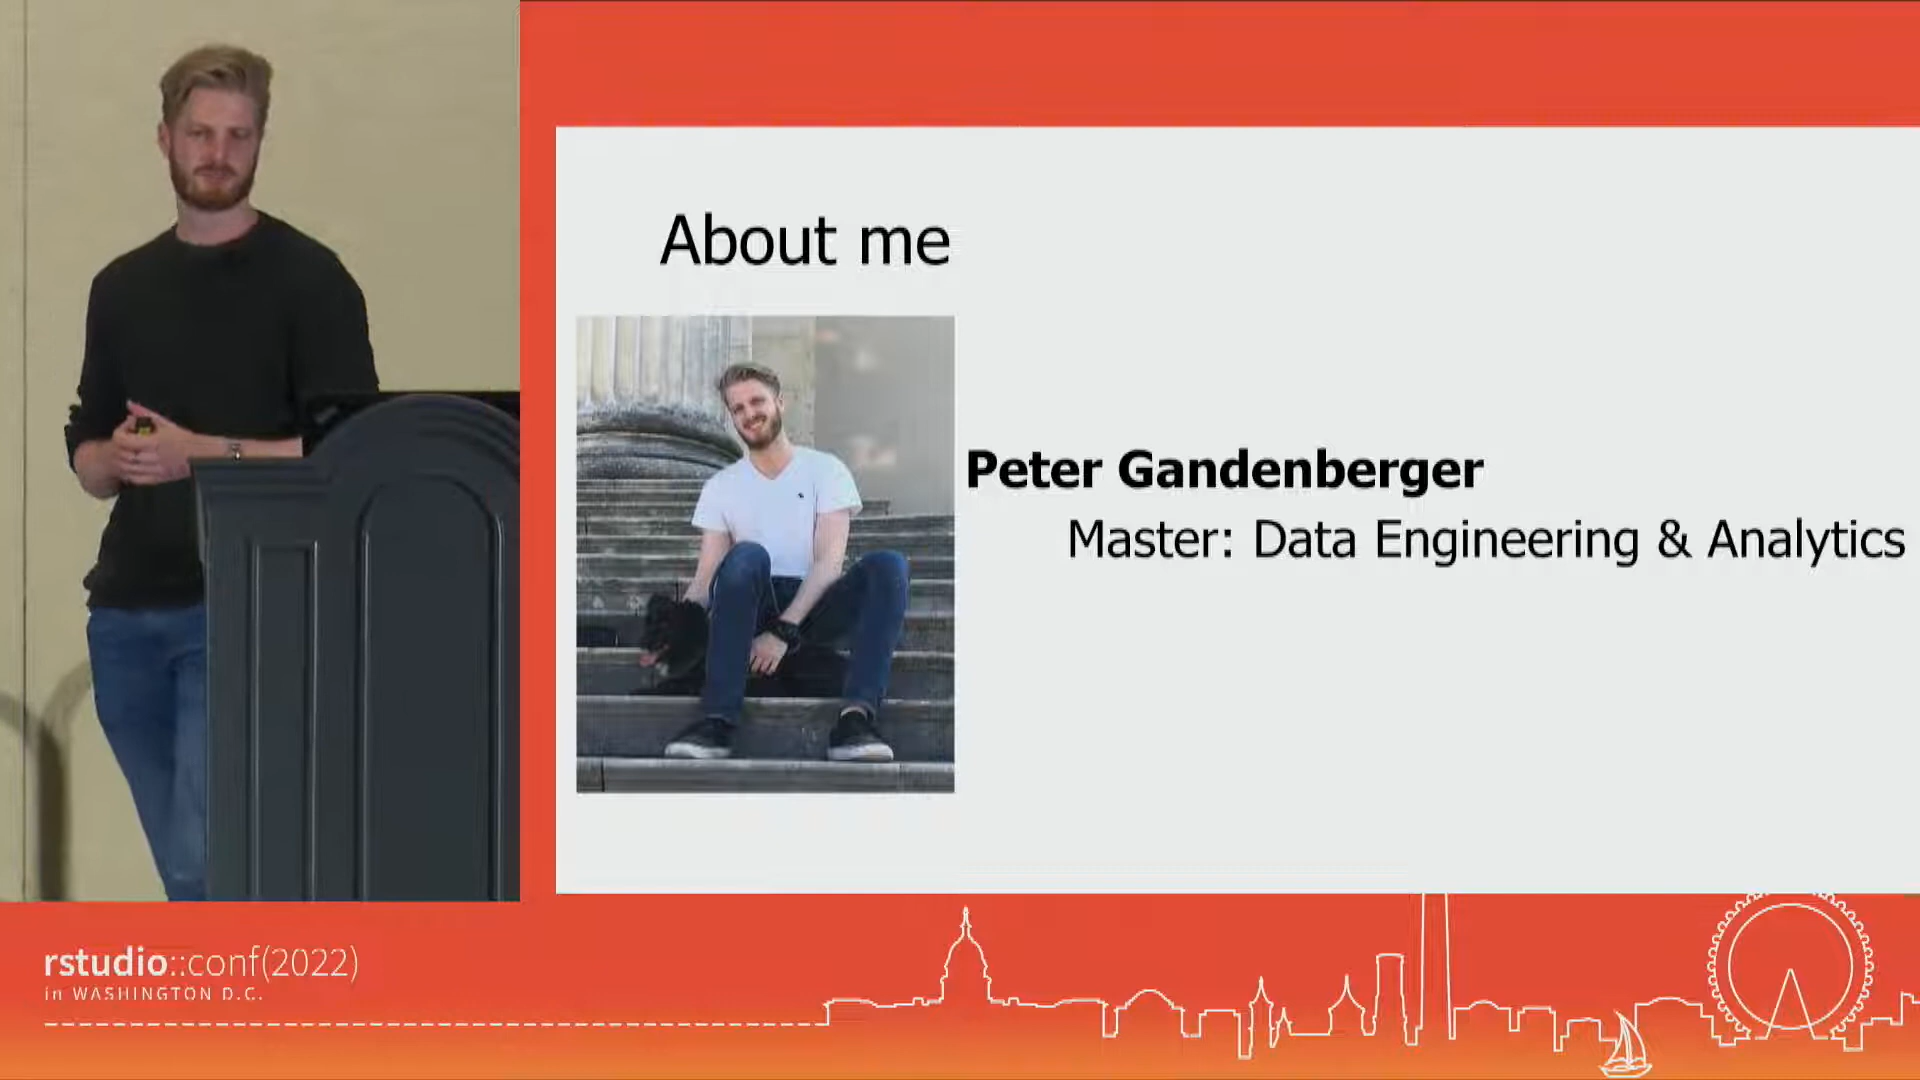 About me
Peter Gandenberger
Master: Data Engineering & Analytics
rstudio::conf(2022)
in WASHINGTON D.C.